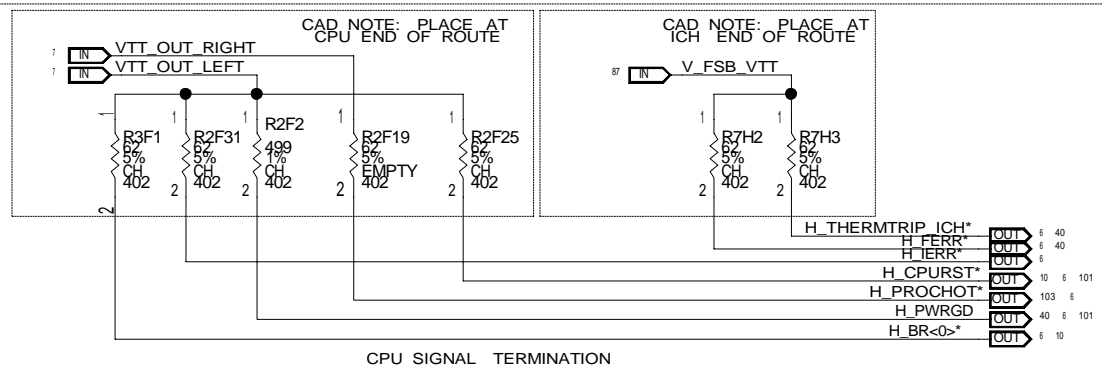 CAD NOTE: PLACE AT
CPU END OF ROUTE
CAD NOTE: PLACE AT
ICH END OF ROUTE
7 IN VTT_OUT_RIGHT
7 IN VTT_OUT_LEFT
87 IN V_FSB_VTT
1 1 1 1 1 1 1
R3F1
62
5%
CH
402
2
R2F31
62
5%
CH
402
2
R2F2
499
1%
CH
402
2
R2F19
62
5%
EMPTY
402
2
R2F25
62
5%
CH
402
2
R7H2
62
5%
CH
402
2
R7H3
62
5%
CH
402
2
H_THERMTRIP_ICH* OUT 6 40
H_FERR* OUT 6 40
H_IERR* OUT 6
H_CPURST* OUT 10 6 101
H_PROCHOT* OUT 103 6
H_PWRGD OUT 40 6 101
H_BR<0>* OUT 6 10
CPU SIGNAL TERMINATION